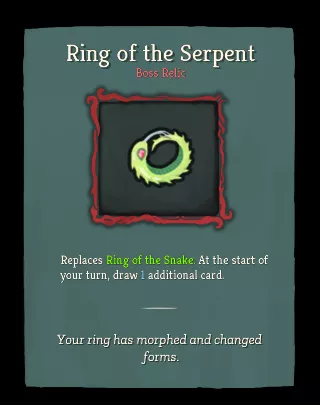 Ring of the Serpent
Boss Relic
Replaces Ring of the Snake. At the start of
your turn, draw 1 additional card.
Your ring has morphed and changed
forms.